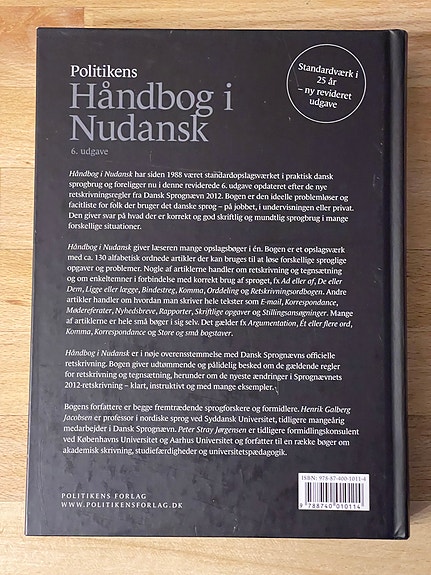 Politikens
Håndbog i
Nudansk
6. udgave
Standardværk i
25 år
– ny revideret
udgave
Håndbog i Nudansk har siden 1988 været standardopslagsværket i praktisk dansk
sprogbrug og foreligger nu i denne reviderede 6. udgave opdateret efter de nye
retskrivningsregler fra Dansk Sprognævn 2012. Bogen er den ideelle problemløser og
facitliste for folk der bruger det danske sprog – på jobbet, i undervisningen eller privat.
Den giver svar på hvad der er korrekt og god skriftlig og mundtlig sprogbrug i mange
forskellige situationer.
Håndbog i Nudansk giver læseren mange opslagsbøger i én. Bogen er et opslagsværk
med ca. 130 alfabetisk ordnede artikler der kan bruges til at løse forskellige sproglige
opgaver og problemer. Nogle af artiklerne handler om retskrivning og tegnsætning
og om enkeltemner i forbindelse med korrekt brug af sproget, fx Ad eller af, De eller
Dem, Ligge eller lægge, Bindestreg, Komma, Orddeling og Retskrivningsordbogen. Andre
artikler handler om hvordan man skriver hele tekster som E-mail, Korrespondance,
Mødereferater, Nyhedsbreve, Rapporter, Skriftlige opgaver og Stillingsansøgninger. Mange
af artiklerne er hele små bøger i sig selv. Det gælder fx Argumentation, Ét eller flere ord,
Komma, Korrespondance og Store og små bogstaver.
Håndbog i Nudansk er i nøje overensstemmelse med Dansk Sprognævns officielle
retskrivning. Bogen giver udtømmende og pålidelig besked om de gældende regler
for retskrivning og tegnsætning, herunder om de nyeste ændringer i Sprognævnets
2012-retskrivning – klart, instruktivt og med mange eksempler.
Bogens forfattere er begge fremtrædende sprogforskere og formidlere. Henrik Galberg
Jacobsen er professor i nordiske sprog ved Syddansk Universitet, tidligere mangeårig
medarbejder i Dansk Sprognævn. Peter Stray Jørgensen er tidligere formidlingskonsulent
ved Københavns Universitet og Aarhus Universitet og forfatter til en række bøger om
akademisk skrivning, studiefærdigheder og universitetspædagogik.
POLITIKENS FORLAG
WWW.POLITIKENSFORLAG.DK
ISBN: 978-87-400-1011-4
9 788740 010114